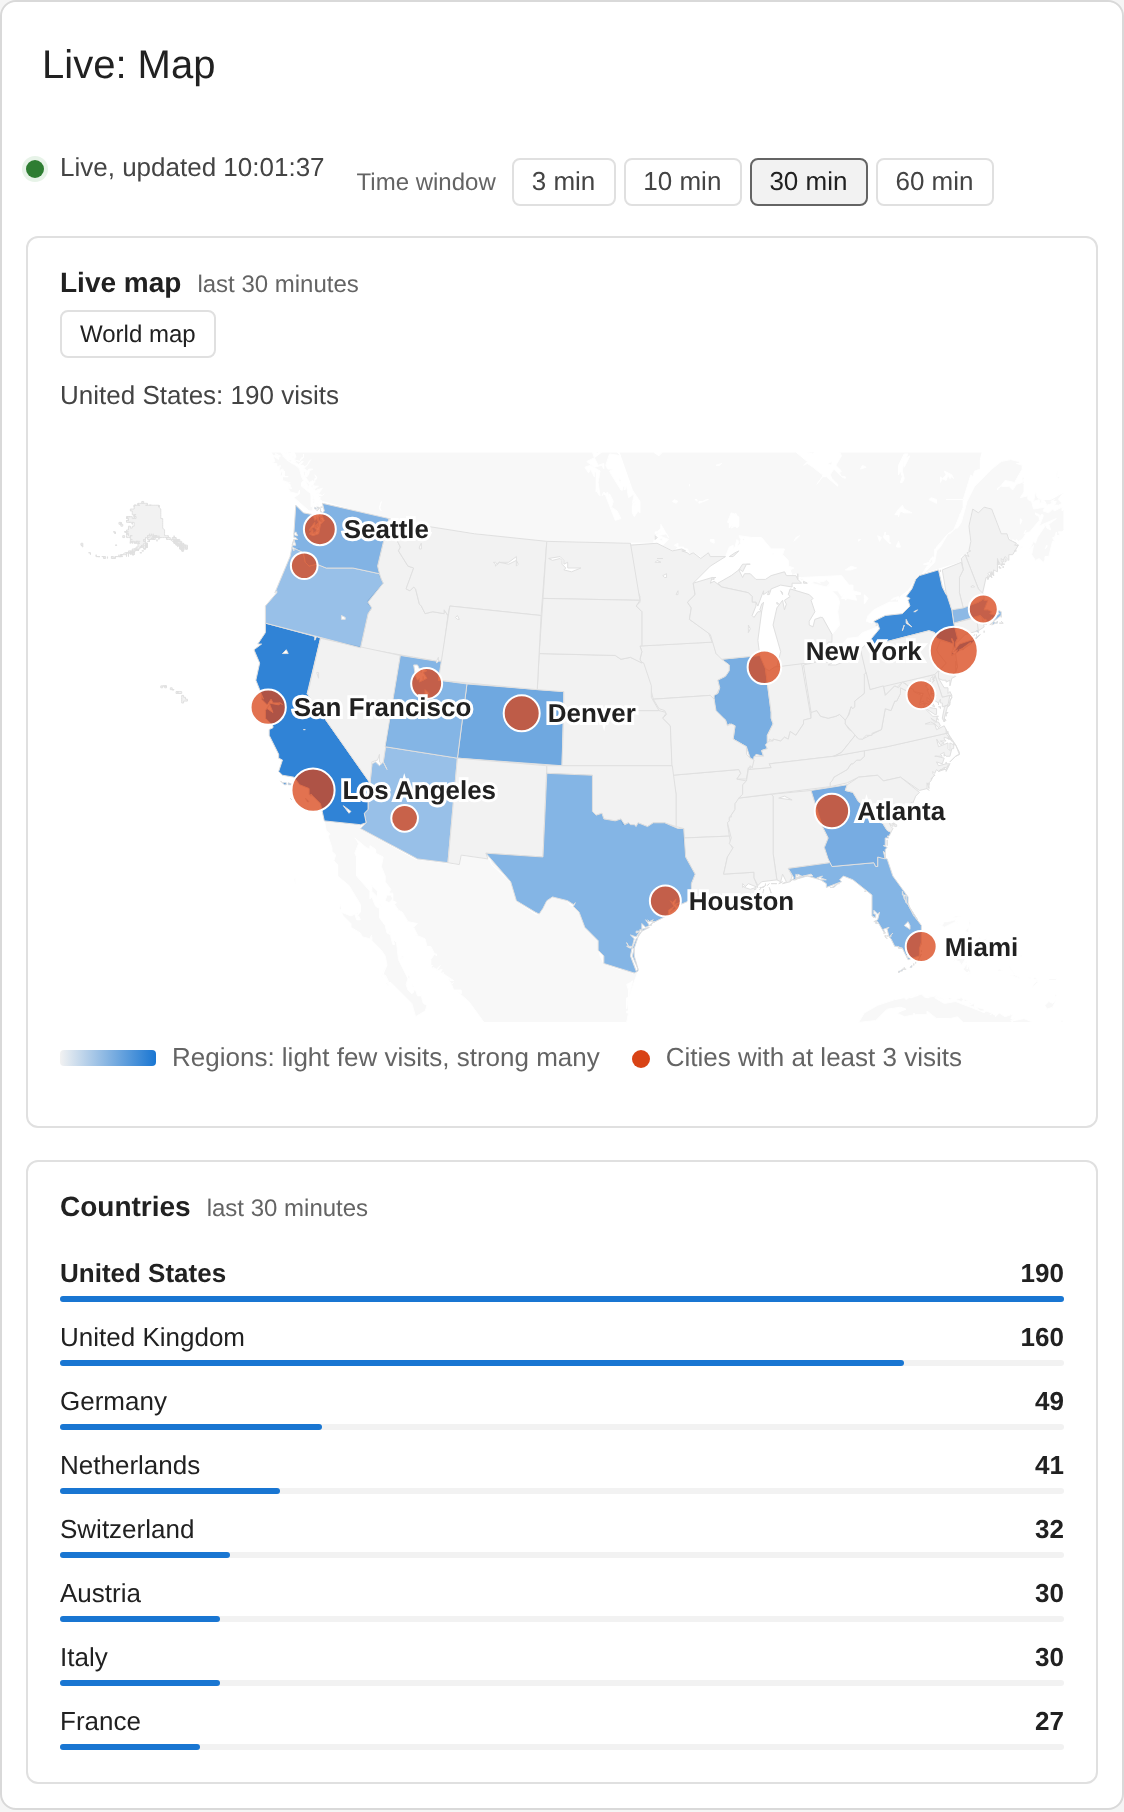 Live: Map
Live, updated 10:01:37
Time window
3 min
10 min
30 min
60 min
Live map last 30 minutes
World map
United States: 190 visits
Seattle
New York
San Francisco
Denver
Los Angeles
Atlanta
Houston
Miami
Regions: light few visits, strong many
Cities with at least 3 visits
Countries last 30 minutes
United States 190
United Kingdom 160
Germany 49
Netherlands 41
Switzerland 32
Austria 30
Italy 30
France 27